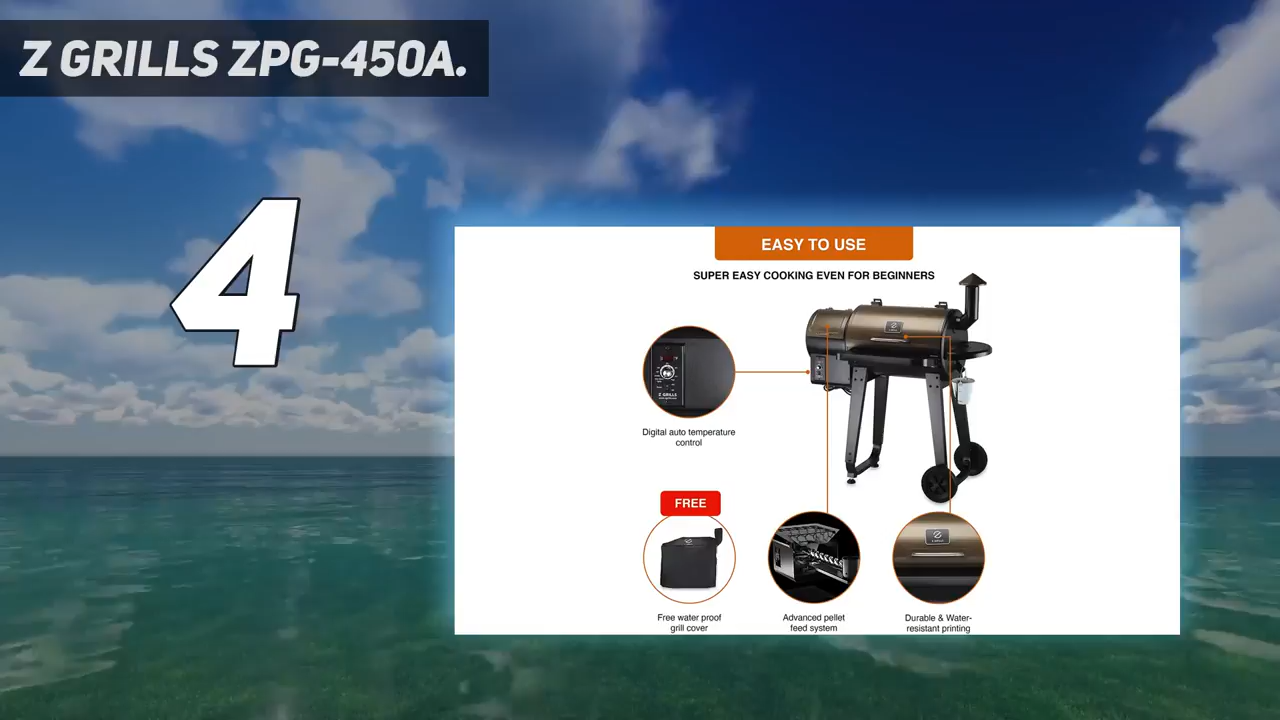 Z GRILLS ZPG-450A.
4
EASY TO USE
SUPER EASY COOKING EVEN FOR BEGINNERS
Z GRILLS
Digital auto temperature
control
FREE
Free water proof
grill cover
Advanced pellet
feed system
Durable & Water-
resistant printing